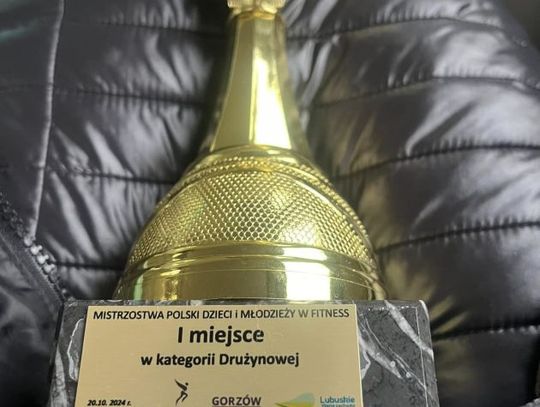 MISTRZOSTWA POLSKI DZIECI i MŁODZIEŻY W FITNESS
I miejsce
w kategorii Drużynowej
20.10. 2024 r.
GORZÓW
Lubuskie